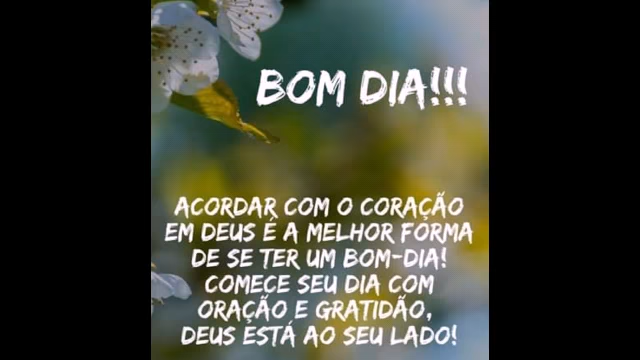 BOM DIA!!!
ACORDAR COM O CORAÇÃO
EM DEUS É A MELHOR FORMA
DE SE TER UM BOM-DIA!
COMECE SEU DIA COM
ORAÇÃO E GRATIDÃO,
DEUS ESTÁ AO SEU LADO!